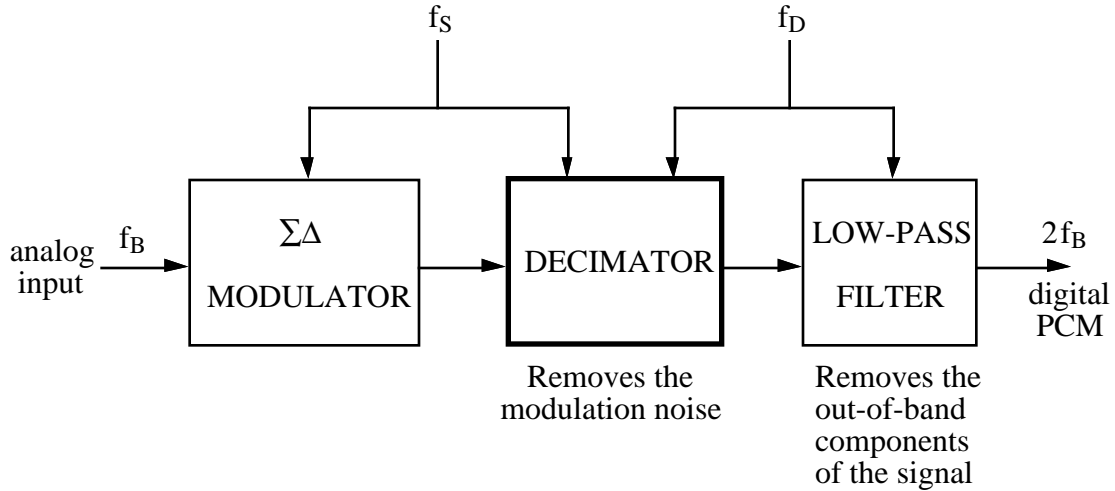 f_S
f_D
analog
input
f_B
ΣΔ
MODULATOR
DECIMATOR
LOW-PASS
FILTER
2f_B
digital
PCM
Removes the
modulation noise
Removes the
out-of-band
components
of the signal